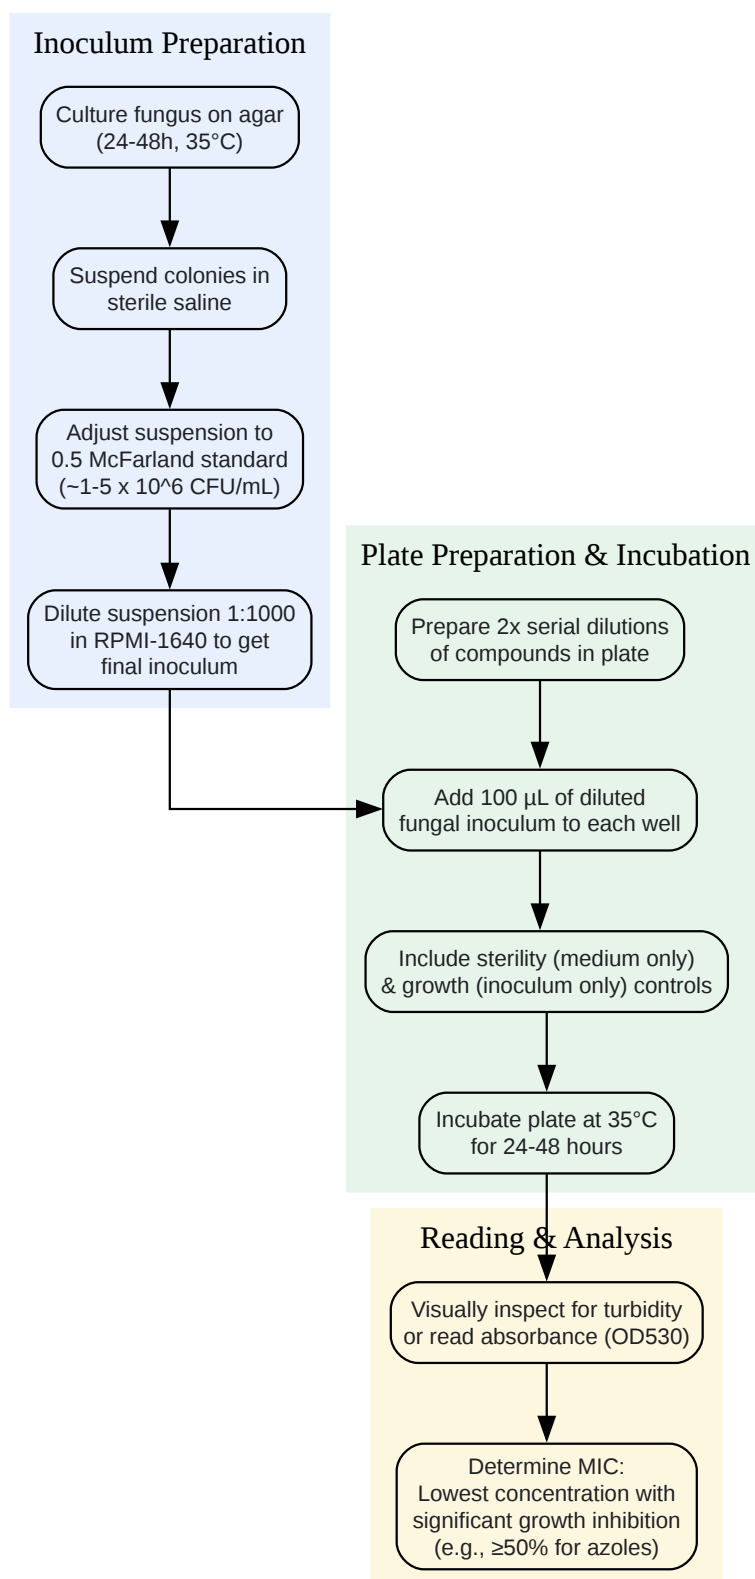 Inoculum Preparation
Culture fungus on agar
(24-48h, 35°C)
Suspend colonies in
sterile saline
Adjust suspension to
0.5 McFarland standard
(~1-5 x 10^6 CFU/mL)
Dilute suspension 1:1000
in RPMI-1640 to get
final inoculum
Plate Preparation & Incubation
Prepare 2x serial dilutions
of compounds in plate
Add 100 µL of diluted
fungal inoculum to each well
Include sterility (medium only)
& growth (inoculum only) controls
Incubate plate at 35°C
for 24-48 hours
Reading & Analysis
Visually inspect for turbidity
or read absorbance (OD530)
Determine MIC:
Lowest concentration with
significant growth inhibition
(e.g., ≥50% for azoles)